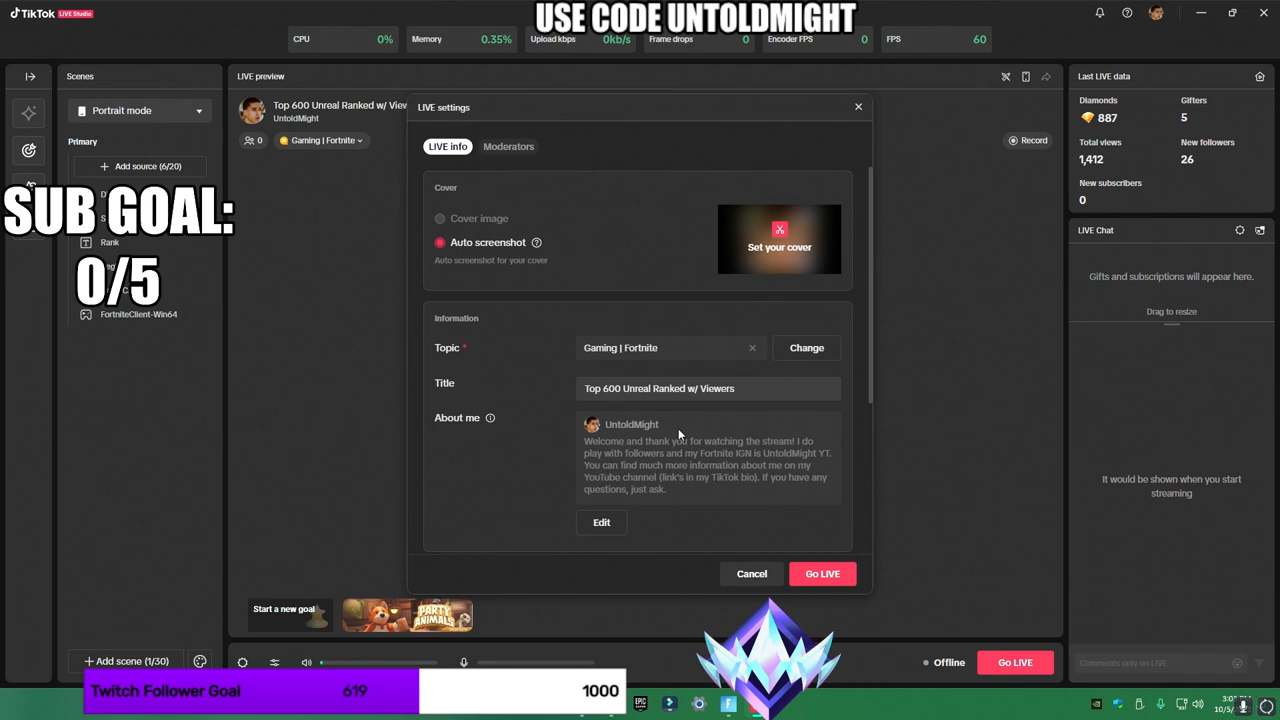 TikTok LIVE Studio
USE CODE UNTOLDMIGHT
CPU 0%
Memory 0.35%
Upload kbps 0kb/s
Frame drops 0
Encoder FPS 0
FPS 60
Scenes
Portrait mode
Primary
+ Add source (6/20)
SUB GOAL:
0/5
Rank
FortniteClient-Win64
+ Add scene (1/30)
LIVE preview
Top 600 Unreal Ranked w/ View
UntoldMight
0
Gaming | Fortnite
Record
LIVE settings
LIVE info
Moderators
Cover
Cover image
Auto screenshot
Auto screenshot for your cover
Set your cover
Information
Topic *
Gaming | Fortnite
Change
Title
Top 600 Unreal Ranked w/ Viewers
About me
UntoldMight
Welcome and thank you for watching the stream! I do
play with followers and my Fortnite IGN is UntoldMight YT.
You can find much more information about me on my
YouTube channel (link's in my TikTok bio). If you have any
questions, just ask.
Edit
Cancel
Go LIVE
Start a new goal
PARTY ANIMALS
Offline
Go LIVE
Last LIVE data
Diamonds
887
Gifters
5
Total views
1,412
New followers
26
New subscribers
0
LIVE Chat
Gifts and subscriptions will appear here.
Drag to resize
It would be shown when you start
streaming
Comments only on LIVE
Twitch Follower Goal 619 1000
EPIC